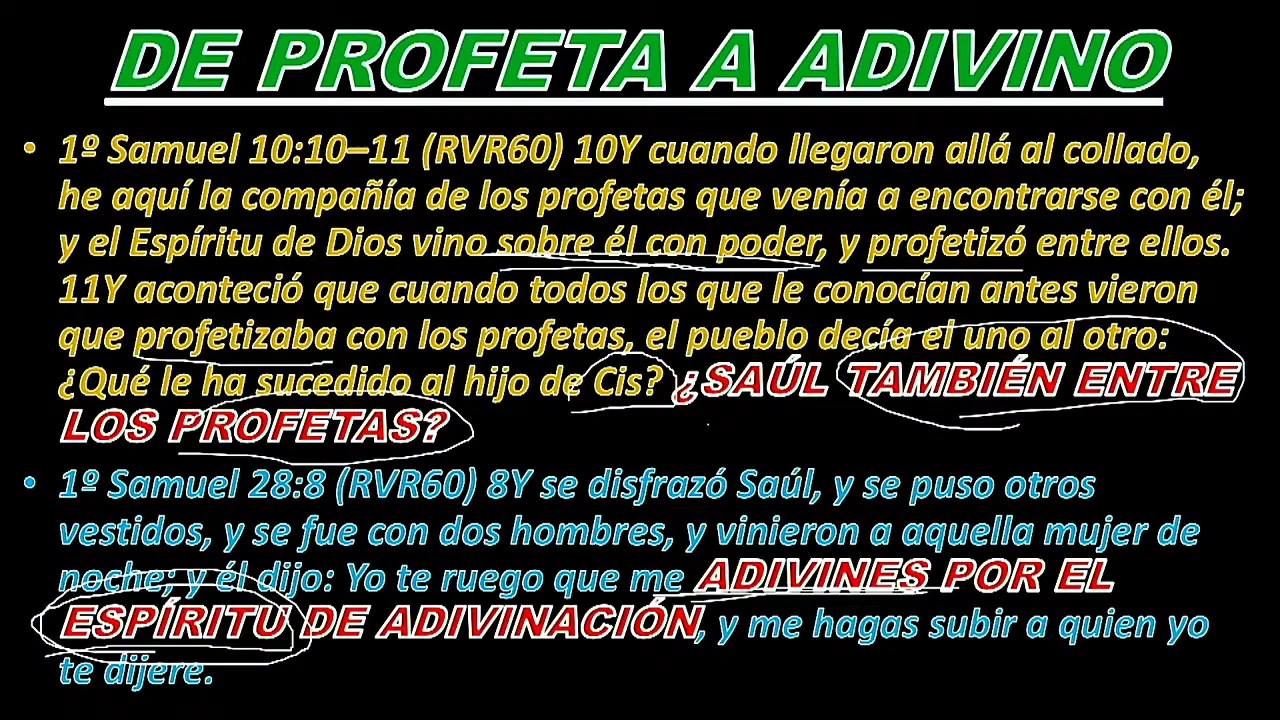 DE PROFETA A ADIVINO
• 1º Samuel 10:10–11 (RVR60) 10Y cuando llegaron allá al collado,
he aquí la compañía de los profetas que venía a encontrarse con él;
y el Espíritu de Dios vino sobre él con poder, y profetizó entre ellos.
11Y aconteció que cuando todos los que le conocían antes vieron
que profetizaba con los profetas, el pueblo decía el uno al otro:
¿Qué le ha sucedido al hijo de Cis? ¿SAÚL TAMBIÉN ENTRE
LOS PROFETAS?
• 1º Samuel 28:8 (RVR60) 8Y se disfrazó Saúl, y se puso otros
vestidos, y se fue con dos hombres, y vinieron a aquella mujer de
noche; y él dijo: Yo te ruego que me ADIVINES POR EL
ESPÍRITU DE ADIVINACIÓN, y me hagas subir a quien yo
te dijere.